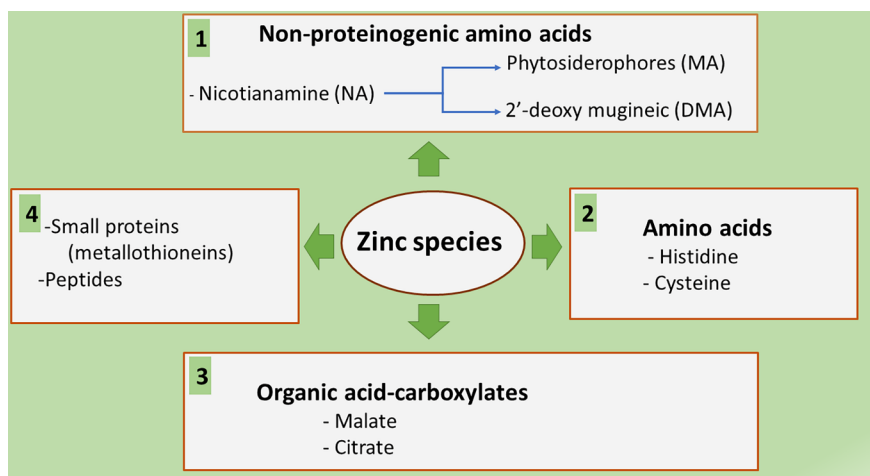 1
Non-proteinogenic amino acids
- Nicotianamine (NA)
Phytosiderophores (MA)
2’-deoxy mugineic (DMA)
4
-Small proteins
(metallothioneins)
-Peptides
Zinc species
2
Amino acids
- Histidine
- Cysteine
3
Organic acid-carboxylates
- Malate
- Citrate